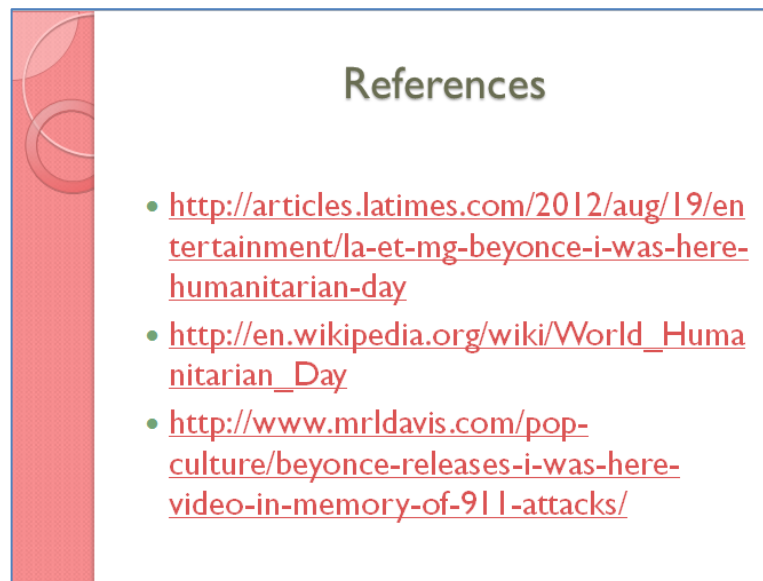 References
http://articles.latimes.com/2012/aug/19/en
tertainment/la-et-mg-beyonce-i-was-here-
humanitarian-day
http://en.wikipedia.org/wiki/World_Huma
nitarian_Day
http://www.mrldavis.com/pop-
culture/beyonce-releases-i-was-here-
video-in-memory-of-911-attacks/